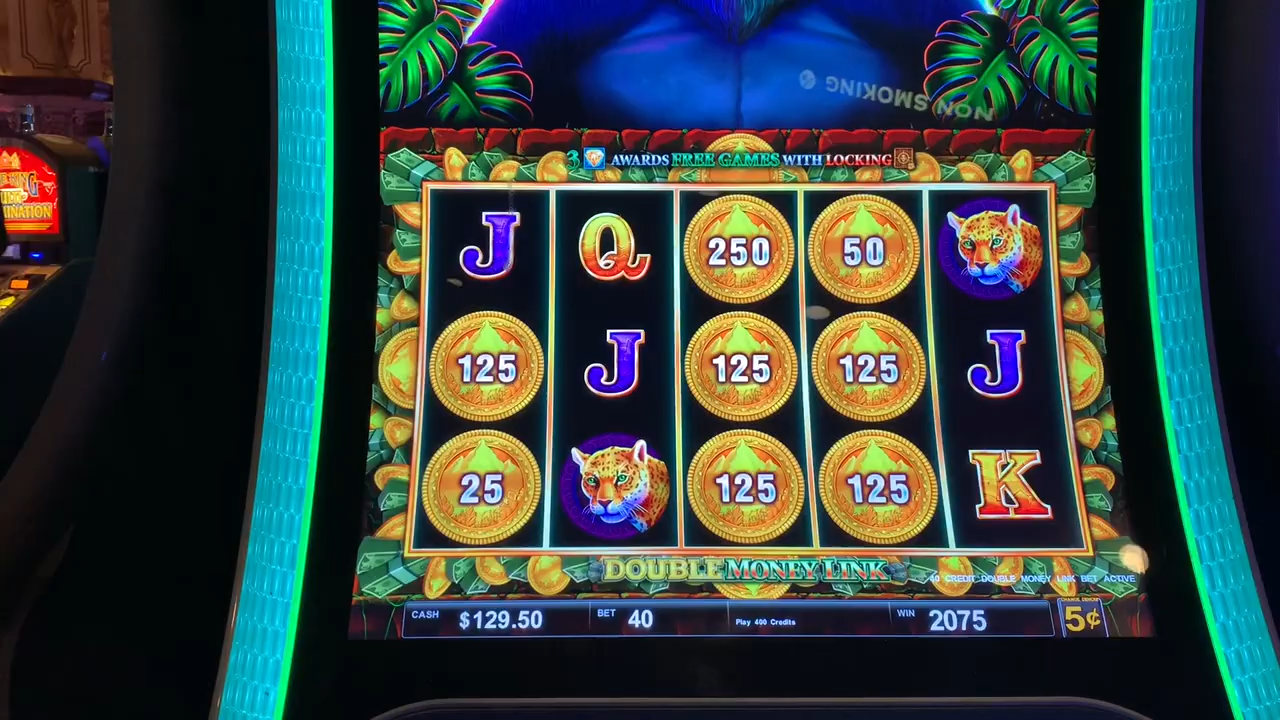 NON SMOKING
3 AWARDS FREE GAMES WITH LOCKING
J Q 250 50
125 J 125 125 J
25 125 125 K
DOUBLE MONEY LINK
40 CREDIT DOUBLE MONEY LINK BET ACTIVE
CASH $129.50 BET 40 Play 400 Credits WIN 2075 5¢